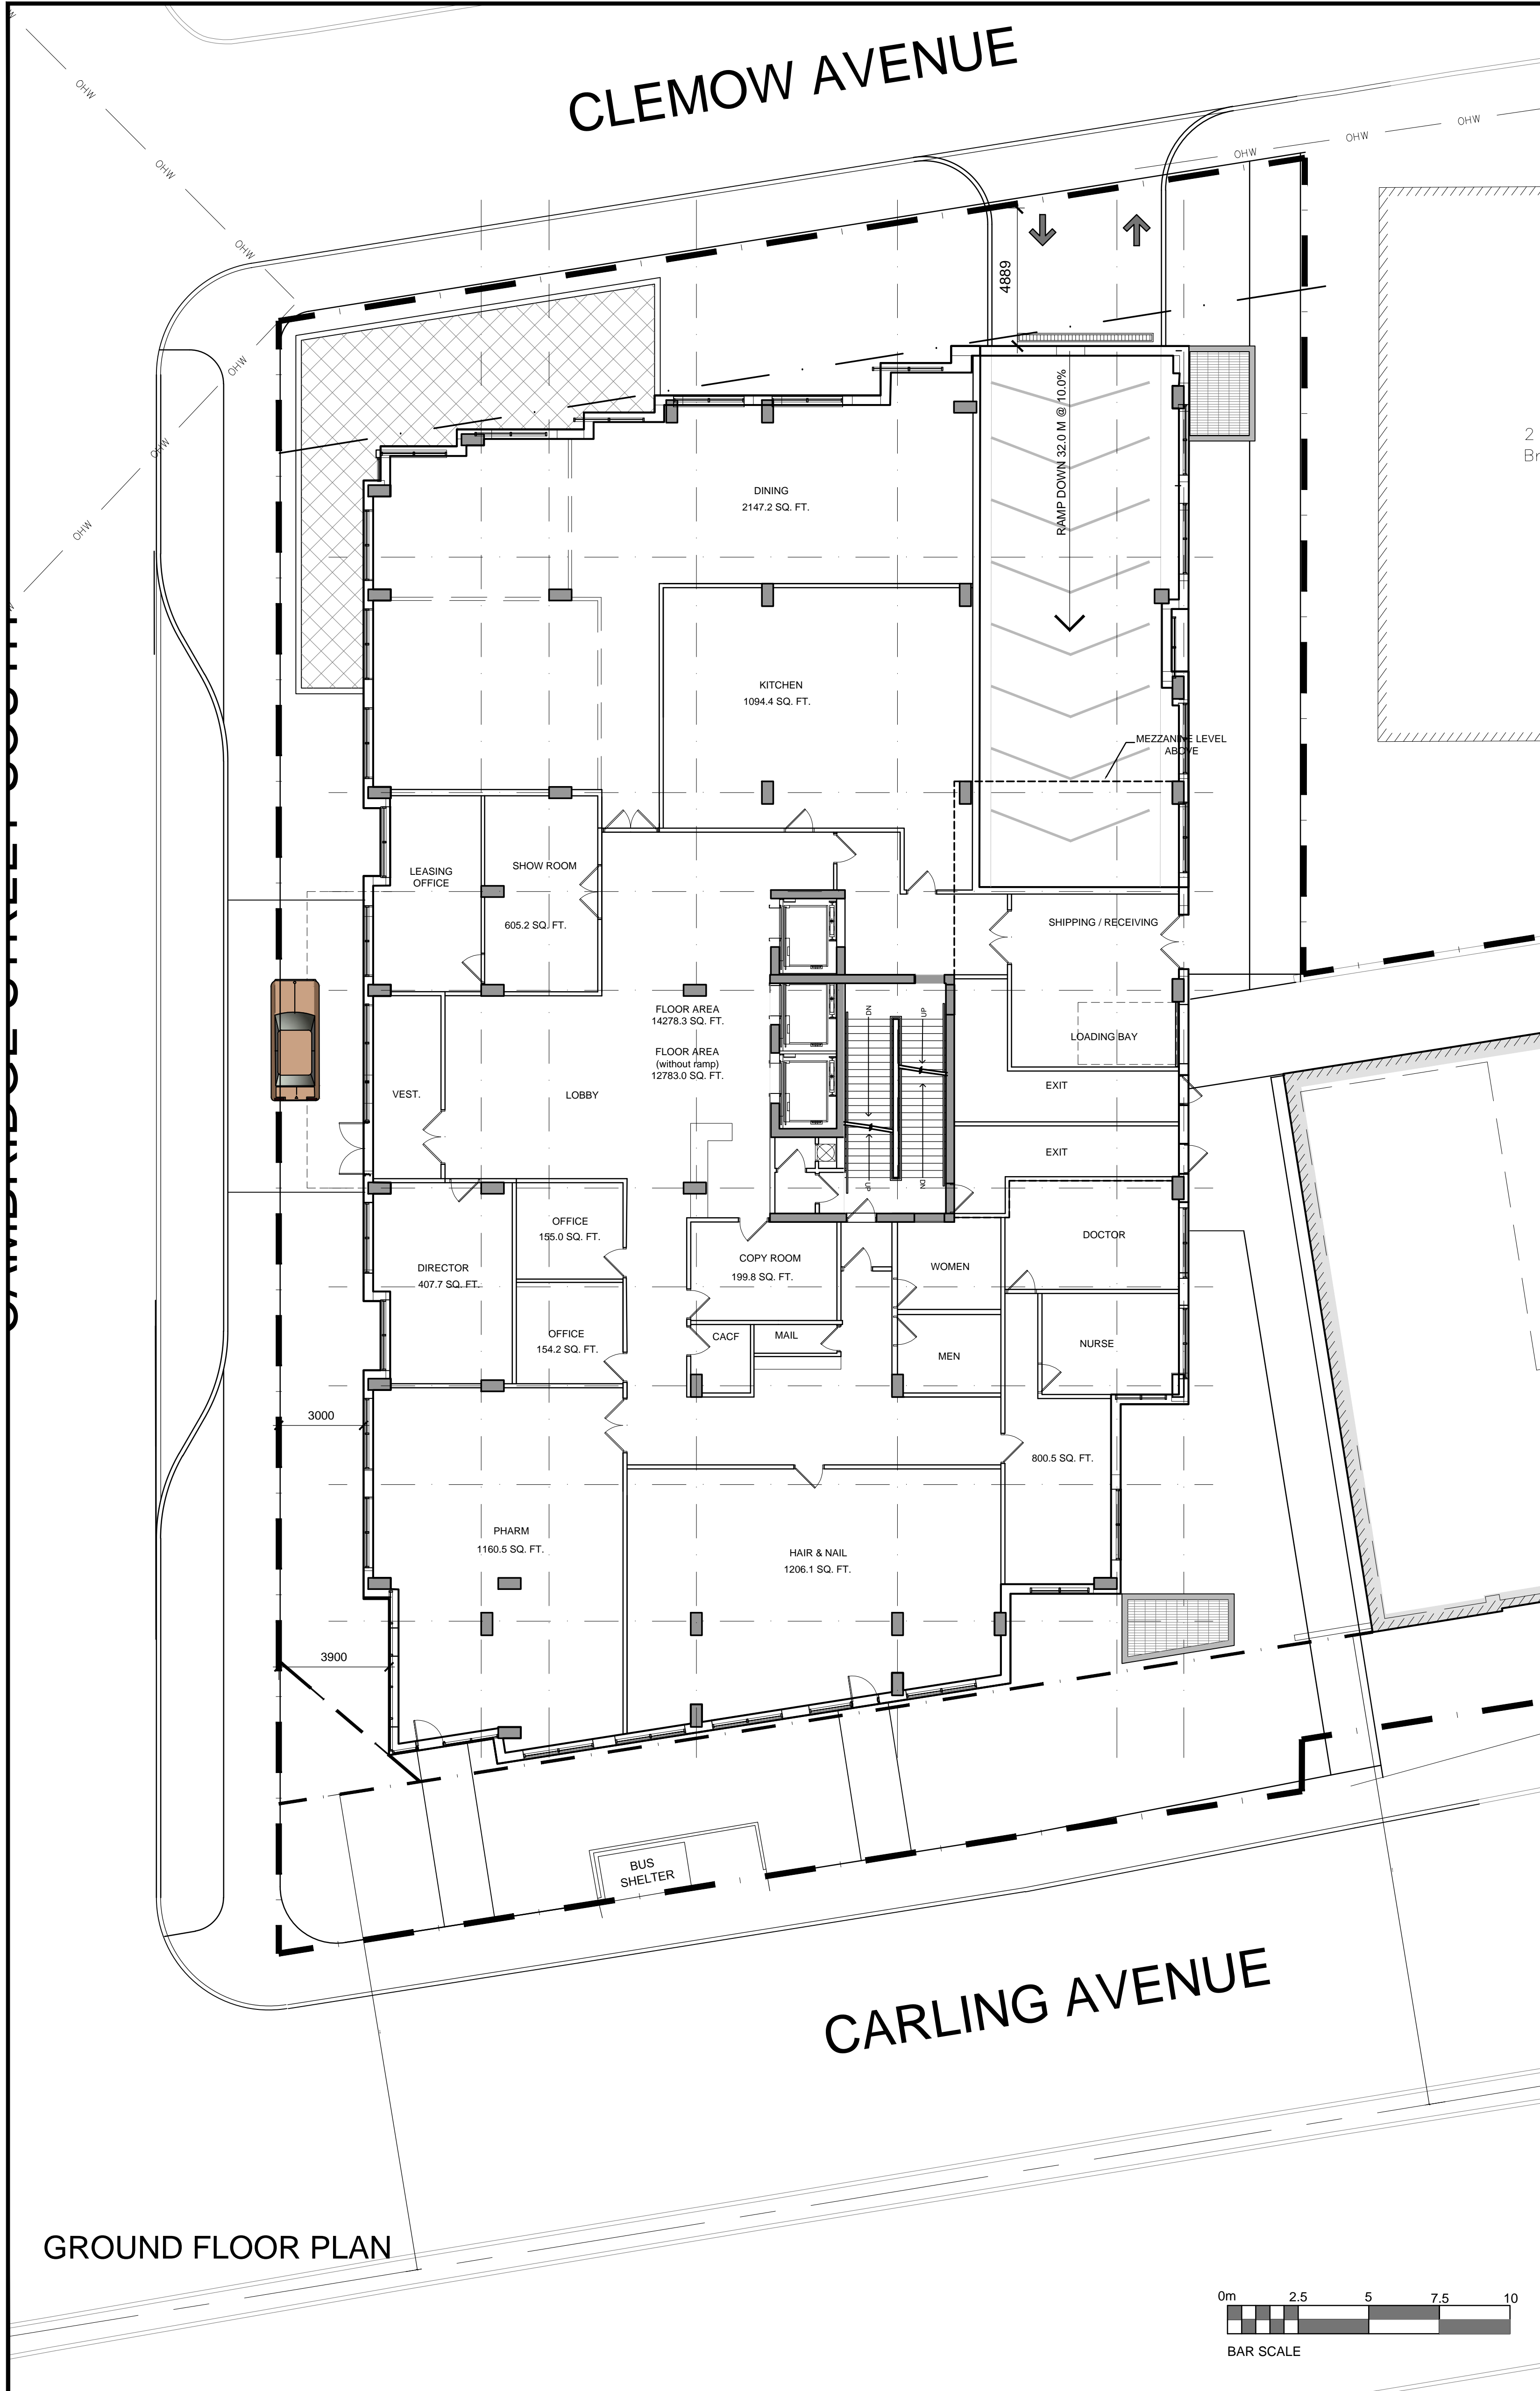 CLEMOW AVENUE
OHW
OHW
OHW
OHW
OHW
OHW
OHW
OHW
OHW
4889
RAMP DOWN 32.0 M @ 10.0%
2
Br
DINING
2147.2 SQ. FT.
KITCHEN
1094.4 SQ. FT.
MEZZANINE LEVEL
ABOVE
LEASING
OFFICE
SHOW ROOM
605.2 SQ. FT.
SHIPPING / RECEIVING
FLOOR AREA
14278.3 SQ. FT.
FLOOR AREA
(without ramp)
12783.0 SQ. FT.
DN
UP
LOADING BAY
VEST.
LOBBY
EXIT
EXIT
UP
DN
OFFICE
155.0 SQ. FT.
DIRECTOR
407.7 SQ. FT.
COPY ROOM
199.8 SQ. FT.
WOMEN
DOCTOR
OFFICE
154.2 SQ. FT.
CACF
MAIL
MEN
NURSE
3000
800.5 SQ. FT.
PHARM
1160.5 SQ. FT.
HAIR & NAIL
1206.1 SQ. FT.
3900
BUS
SHELTER
CARLING AVENUE
GROUND FLOOR PLAN
0m 2.5 5 7.5 10
BAR SCALE